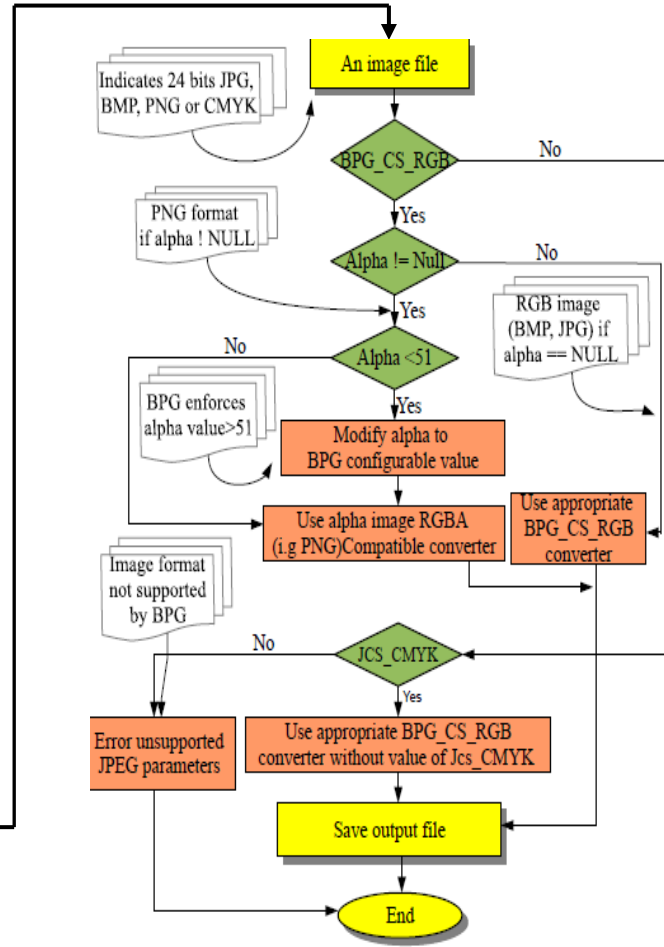 An image file
Indicates 24 bits JPG,
BMP, PNG or CMYK
BPG_CS_RGB
No
Yes
PNG format
if alpha ! NULL
Alpha != Null
No
Yes
RGB image
(BMP, JPG) if
alpha == NULL
No
Alpha <51
Yes
BPG enforces
alpha value>51
Modify alpha to
BPG configurable value
Use alpha image RGBA
(i.g PNG)Compatible converter
Use appropriate
BPG_CS_RGB
converter
Image format
not supported
by BPG
No
JCS_CMYK
Yes
Error unsupported
JPEG parameters
Use appropriate BPG_CS_RGB
converter without value of Jcs_CMYK
Save output file
End